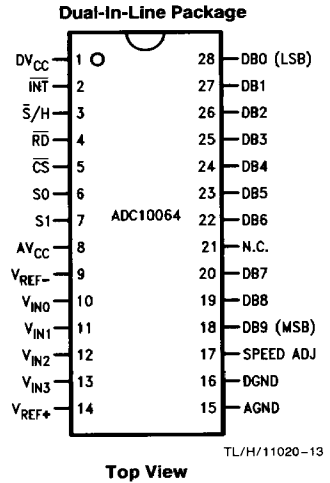 Dual-In-Line Package
DVCC 1 28 DB0 (LSB)
INT 2 27 DB1
S/H 3 26 DB2
RD 4 25 DB3
CS 5 24 DB4
S0 6 23 DB5
S1 7 ADC10064 22 DB6
AVCC 8 21 N.C.
VREF− 9 20 DB7
VIN0 10 19 DB8
VIN1 11 18 DB9 (MSB)
VIN2 12 17 SPEED ADJ
VIN3 13 16 DGND
VREF+ 14 15 AGND
TL/H/11020-13
Top View